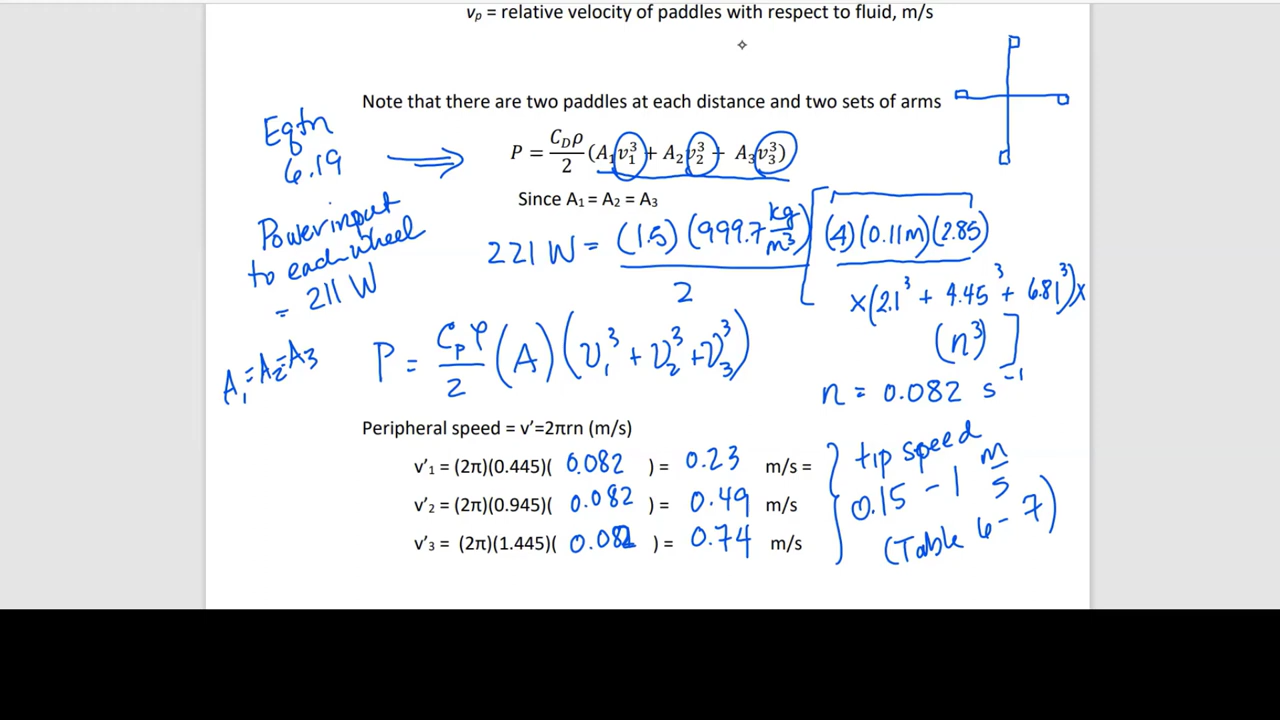 vₚ = relative velocity of paddles with respect to fluid, m/s
Note that there are two paddles at each distance and two sets of arms
Eqtn
6.19
P = C_Dρ/2 (A₁v₁³ + A₂v₂³ + A₃v₃³)
Since A₁ = A₂ = A₃
Power input
to each wheel
= 211 W
221 W = (1.5)(999.7 kg/m³)/2 [(4)(0.11m)(2.85)
×(2.1³ + 4.45³ + 6.81³)×
(n³)]
A₁=A₂=A₃
P = C_pρ/2 (A)(v₁³ + v₂³ + v₃³)
n = 0.082 s⁻¹
Peripheral speed = v’=2πrn (m/s)
v’₁ = (2π)(0.445)( 0.082 ) = 0.23 m/s =
v’₂ = (2π)(0.945)( 0.082 ) = 0.49 m/s
v’₃ = (2π)(1.445)( 0.082 ) = 0.74 m/s
tip speed
0.15 – 1 m/s
(Table 6-7)